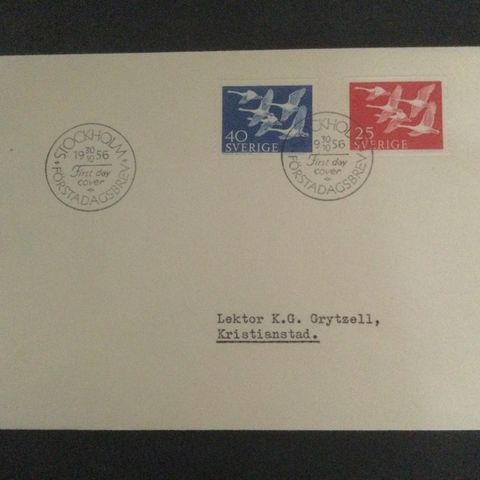 40
SVERIGE
25
SVERIGE
STOCKHOLM
19 30/10 56
First day
cover
FÖRSTADAGSBREV
STOCKHOLM
19 30/10 56
First day
cover
FÖRSTADAGSBREV
Lektor K.G. Grytzell,
Kristianstad.